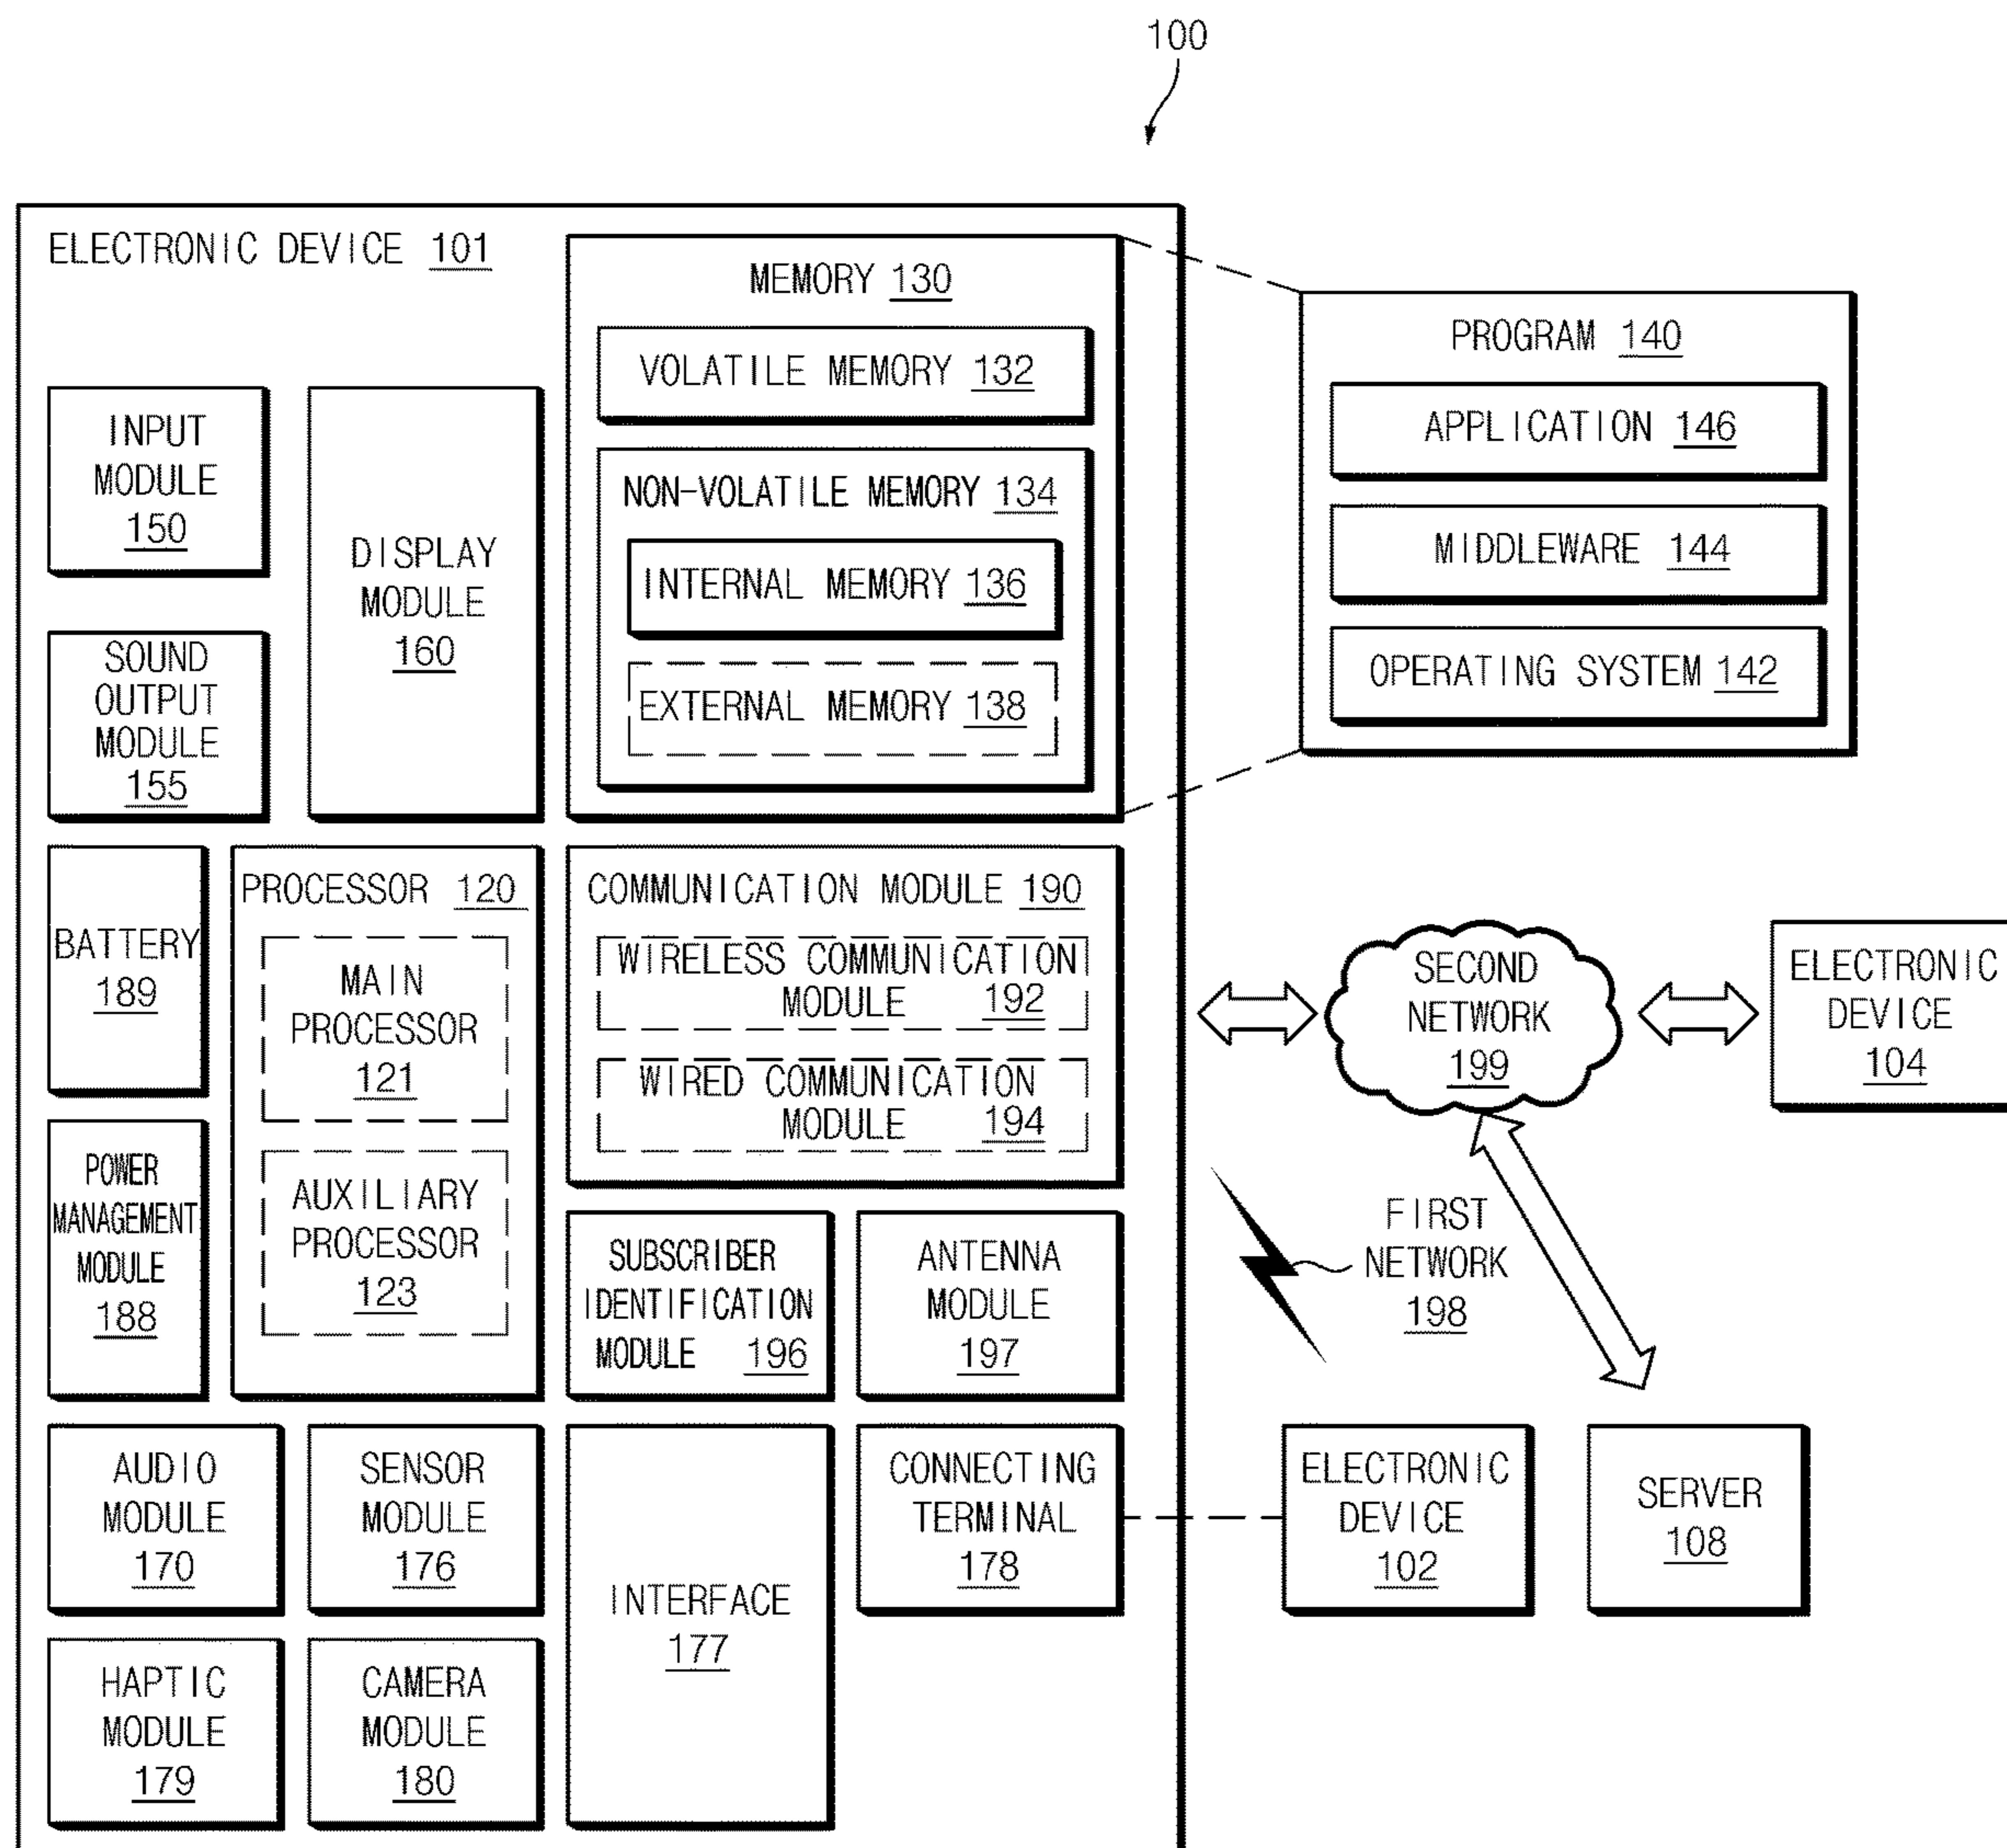 100
ELECTRONIC DEVICE 101
MEMORY 130
VOLATILE MEMORY 132
NON-VOLATILE MEMORY 134
INTERNAL MEMORY 136
EXTERNAL MEMORY 138
PROGRAM 140
APPLICATION 146
MIDDLEWARE 144
OPERATING SYSTEM 142
INPUT
MODULE
150
SOUND
OUTPUT
MODULE
155
DISPLAY
MODULE
160
BATTERY
189
POWER
MANAGEMENT
MODULE
188
PROCESSOR 120
MAIN
PROCESSOR
121
AUXILIARY
PROCESSOR
123
COMMUNICATION MODULE 190
WIRELESS COMMUNICATION
MODULE 192
WIRED COMMUNICATION
MODULE 194
SUBSCRIBER
IDENTIFICATION
MODULE 196
ANTENNA
MODULE
197
SECOND
NETWORK
199
ELECTRONIC
DEVICE
104
FIRST
NETWORK
198
AUDIO
MODULE
170
SENSOR
MODULE
176
INTERFACE
177
CONNECTING
TERMINAL
178
ELECTRONIC
DEVICE
102
SERVER
108
HAPTIC
MODULE
179
CAMERA
MODULE
180